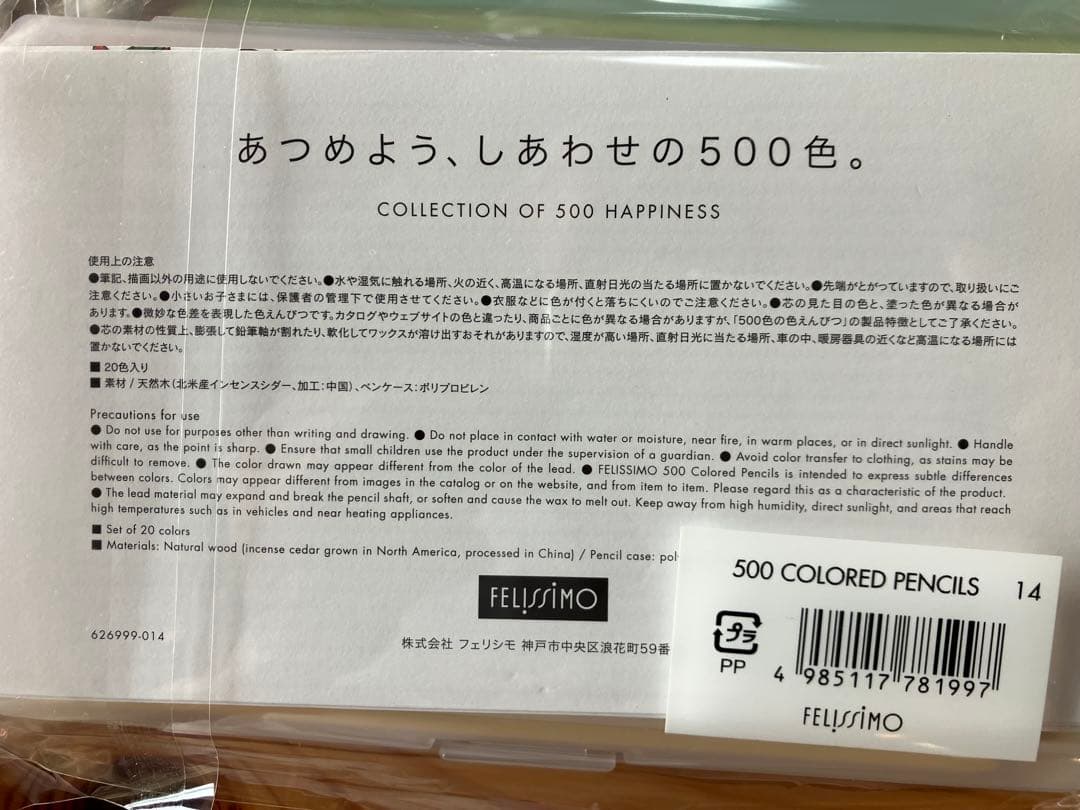 あつめよう、しあわせの500色。
COLLECTION OF 500 HAPPINESS
使用上の注意
●筆記、描画以外の用途に使用しないでください。●水や湿気に触れる場所、火の近く、高温になる場所、直射日光の当たる場所に置かないでください。●先端がとがっていますので、取り扱いにご
注意ください。●小さいお子さまには、保護者の管理下で使用させてください。●衣服などに色が付くと落ちにくいのでご注意ください。●芯の見た目の色と、塗った色が異なる場合が
あります。●微妙な色差を表現した色えんぴつです。カタログやウェブサイトの色と違ったり、商品ごとに色が異なる場合がありますが、「500色の色えんぴつ」の製品特徴としてご了承ください。
●芯の素材の性質上、膨張して鉛筆軸が割れたり、軟化してワックスが溶け出すおそれがありますので、湿度が高い場所、直射日光に当たる場所、車の中、暖房器具の近くなど高温になる場所には
置かないでください。
■ 20色入り
■ 素材 / 天然木（北米産インセンスシダー、加工：中国）、ペンケース：ポリプロピレン
Precautions for use
● Do not use for purposes other than writing and drawing. ● Do not place in contact with water or moisture, near fire, in warm places, or in direct sunlight. ● Handle
with care, as the point is sharp. ● Ensure that small children use the product under the supervision of a guardian. ● Avoid color transfer to clothing, as stains may be
difficult to remove. ● The color drawn may appear different from the color of the lead. ● FELISSIMO 500 Colored Pencils is intended to express subtle differences
between colors. Colors may appear different from images in the catalog or on the website, and from item to item. Please regard this as a characteristic of the product.
● The lead material may expand and break the pencil shaft, or soften and cause the wax to melt out. Keep away from high humidity, direct sunlight, and areas that reach
high temperatures such as in vehicles and near heating appliances.
■ Set of 20 colors
■ Materials: Natural wood (incense cedar grown in North America, processed in China) / Pencil case:
FELISSIMO
626999-014
株式会社 フェリシモ 神戸市中央区浪花町59番
500 COLORED PENCILS 14
プラ
PP
4 985117 781997
FELISSIMO